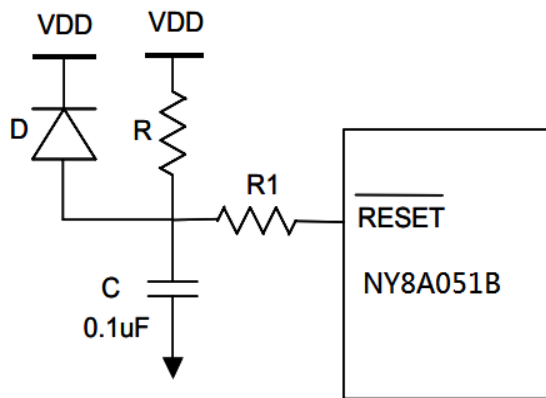 VDD
VDD
D
R
R1
RESET
C
NY8A051B
0.1uF